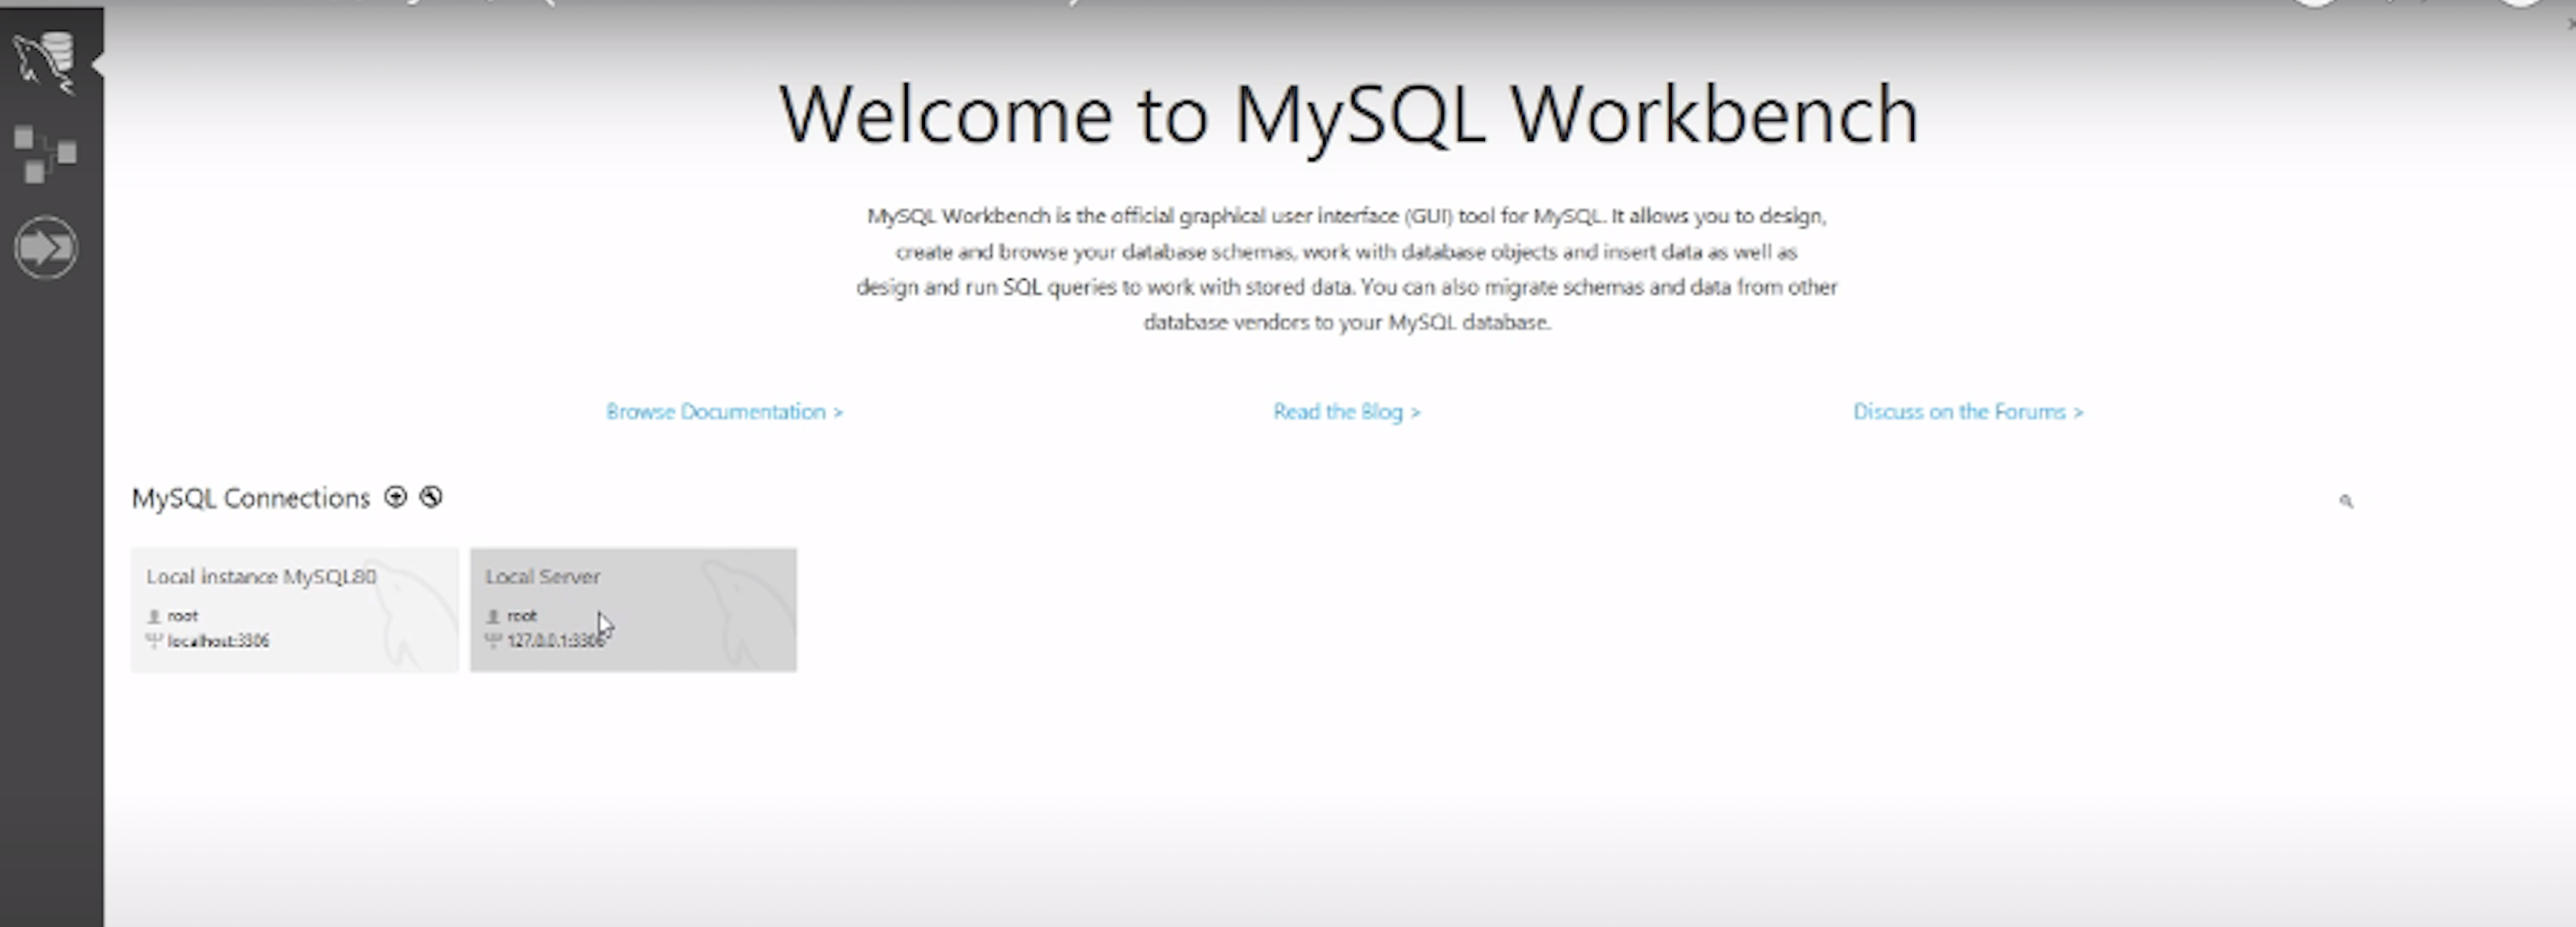 Welcome to MySQL Workbench
MySQL Workbench is the official graphical user interface (GUI) tool for MySQL. It allows you to design,
create and browse your database schemas, work with database objects and insert data as well as
design and run SQL queries to work with stored data. You can also migrate schemas and data from other
database vendors to your MySQL database.
Browse Documentation >
Read the Blog >
Discuss on the Forums >
MySQL Connections
Local instance MySQL80
Local Server
root
root
localhost:3306
127.0.0.1:3306